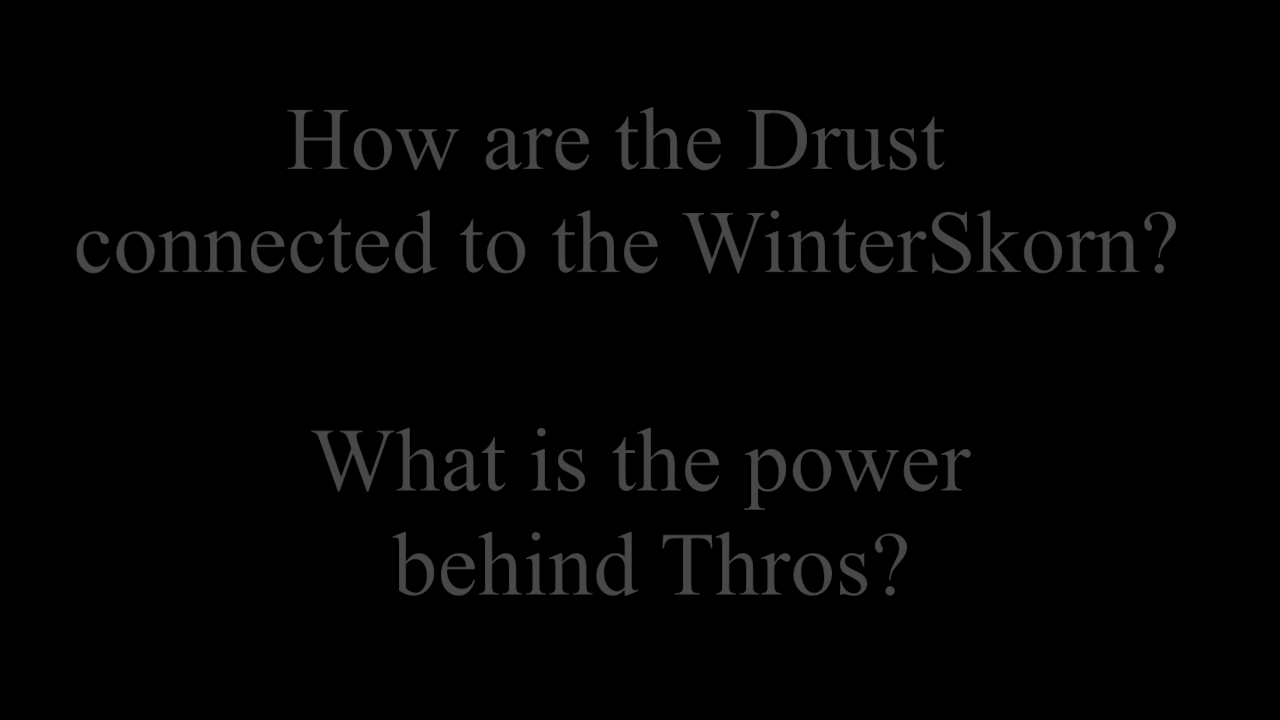 How are the Drust
connected to the WinterSkorn?
What is the power
behind Thros?